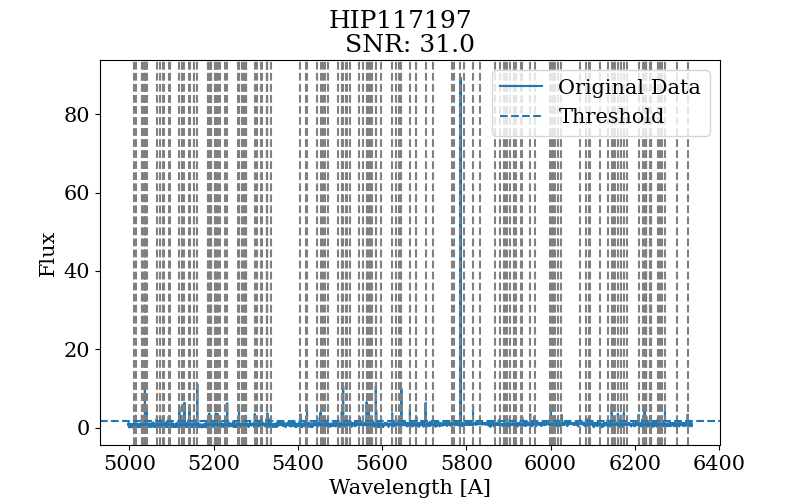 HIP117197
SNR: 31.0
Original Data
Threshold
80
60
40
20
0
Flux
5000 5200 5400 5600 5800 6000 6200 6400
Wavelength [A]